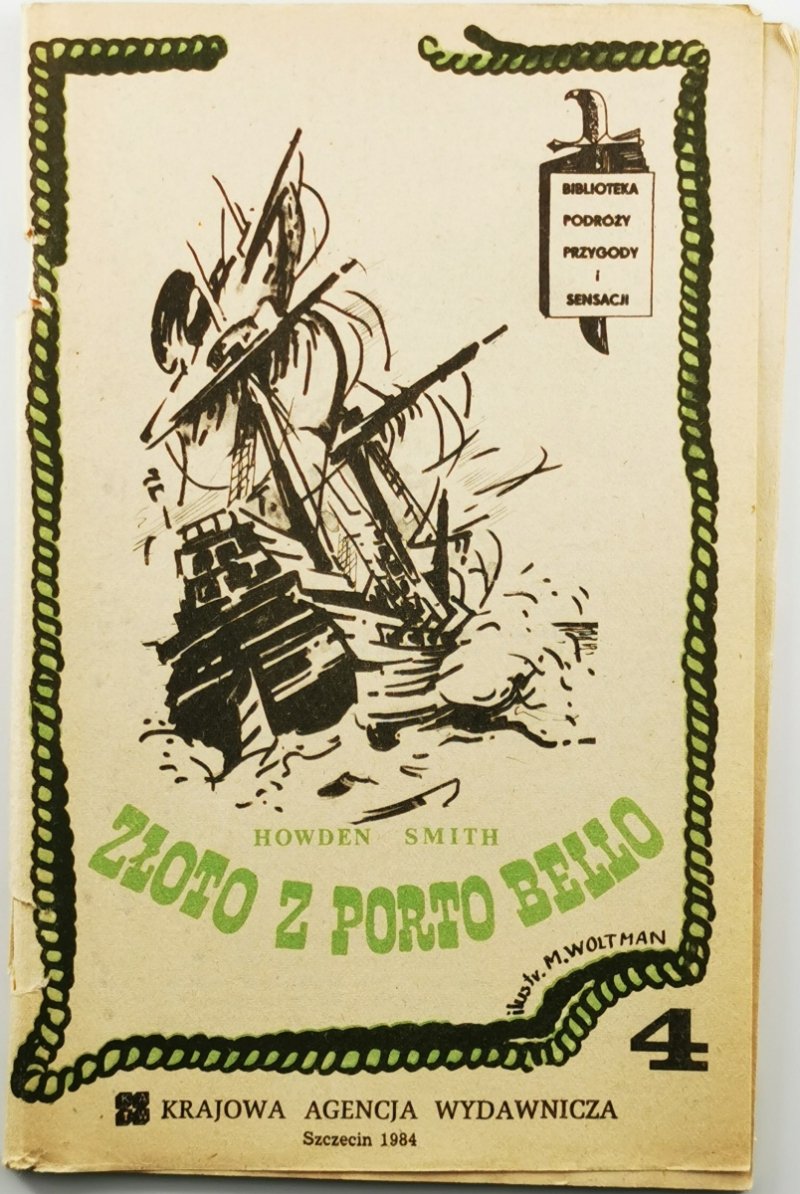 BIBLIOTEKA
PODRÓŻY
PRZYGODY
i
SENSACJI
HOWDEN SMITH
ZŁOTO Z PORTO BELLO
ilustr. M. WOLTMAN
4
KRAJOWA AGENCJA WYDAWNICZA
Szczecin 1984